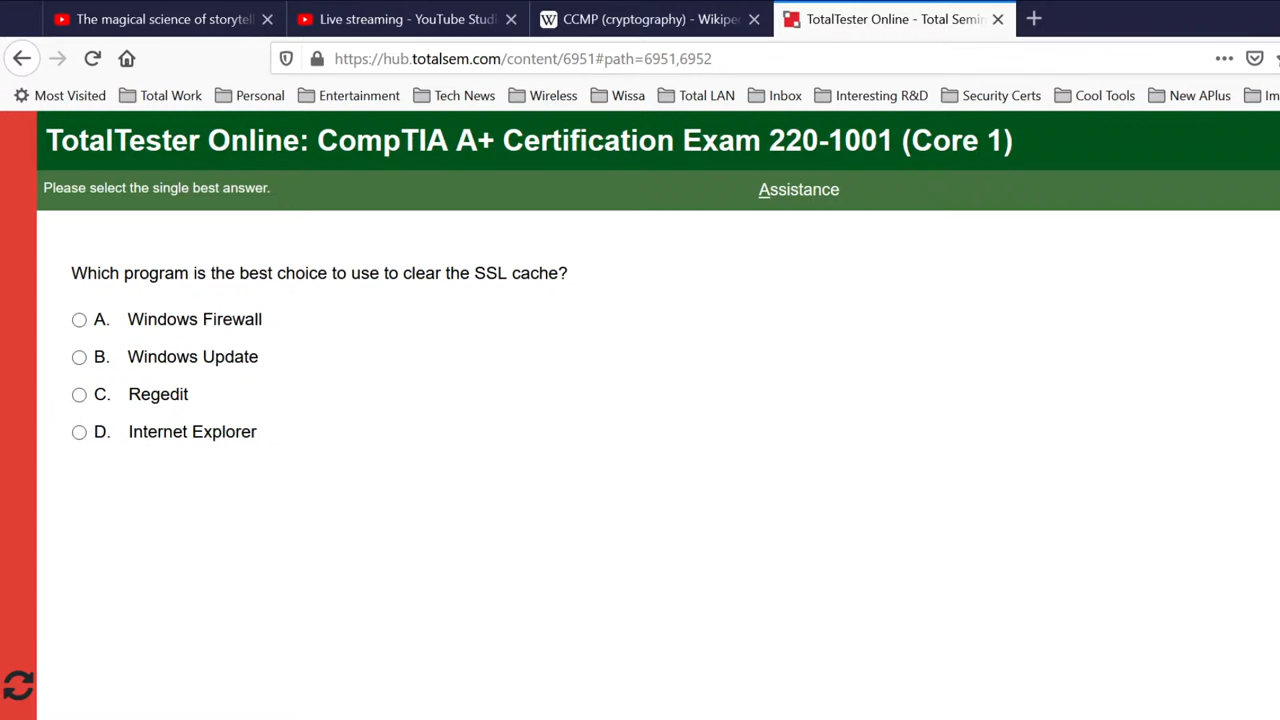 The magical science of storytell
Live streaming - YouTube Studi
CCMP (cryptography) - Wikipe
TotalTester Online - Total Semin
https://hub.totalsem.com/content/6951#path=6951,6952
Most Visited Total Work Personal Entertainment Tech News Wireless Wissa Total LAN Inbox Interesting R&D Security Certs Cool Tools New APlus Im
TotalTester Online: CompTIA A+ Certification Exam 220-1001 (Core 1)
Please select the single best answer. Assistance
Which program is the best choice to use to clear the SSL cache?
A. Windows Firewall
B. Windows Update
C. Regedit
D. Internet Explorer